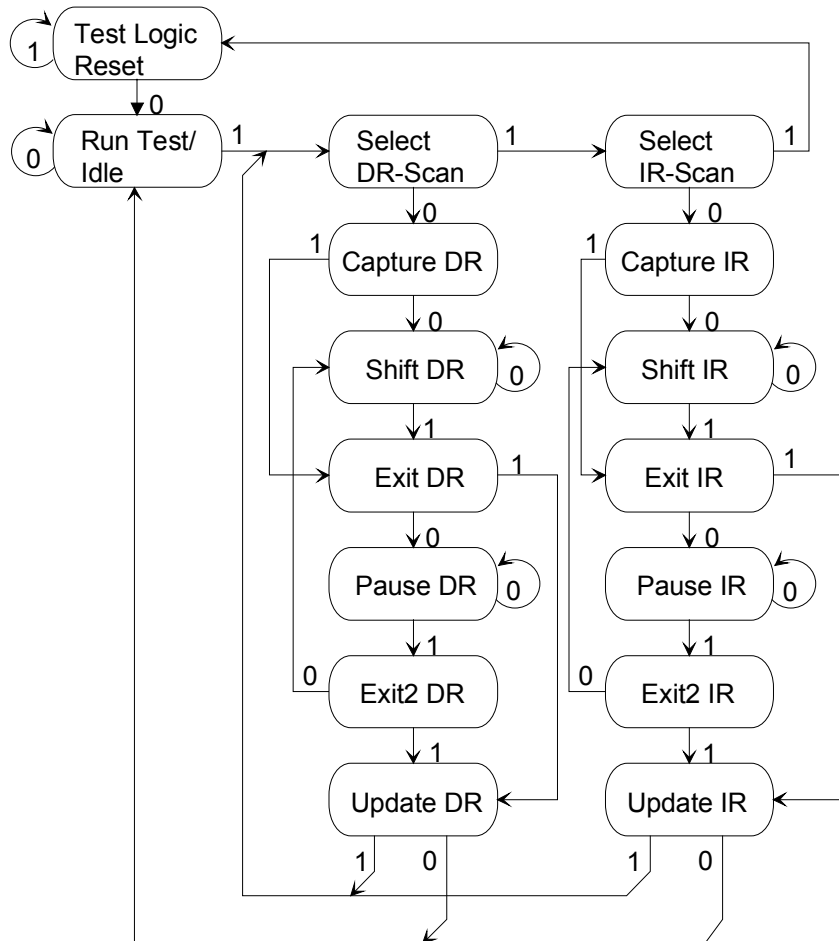 Test Logic
Reset
1
0
Run Test/
Idle
0
1
Select
DR-Scan
1
Select
IR-Scan
1
0
0
1
Capture DR
1
Capture IR
0
0
Shift DR
0
Shift IR
0
1
1
Exit DR
1
Exit IR
1
0
0
Pause DR
0
Pause IR
0
1
1
0
Exit2 DR
0
Exit2 IR
1
1
Update DR
Update IR
1
0
1
0